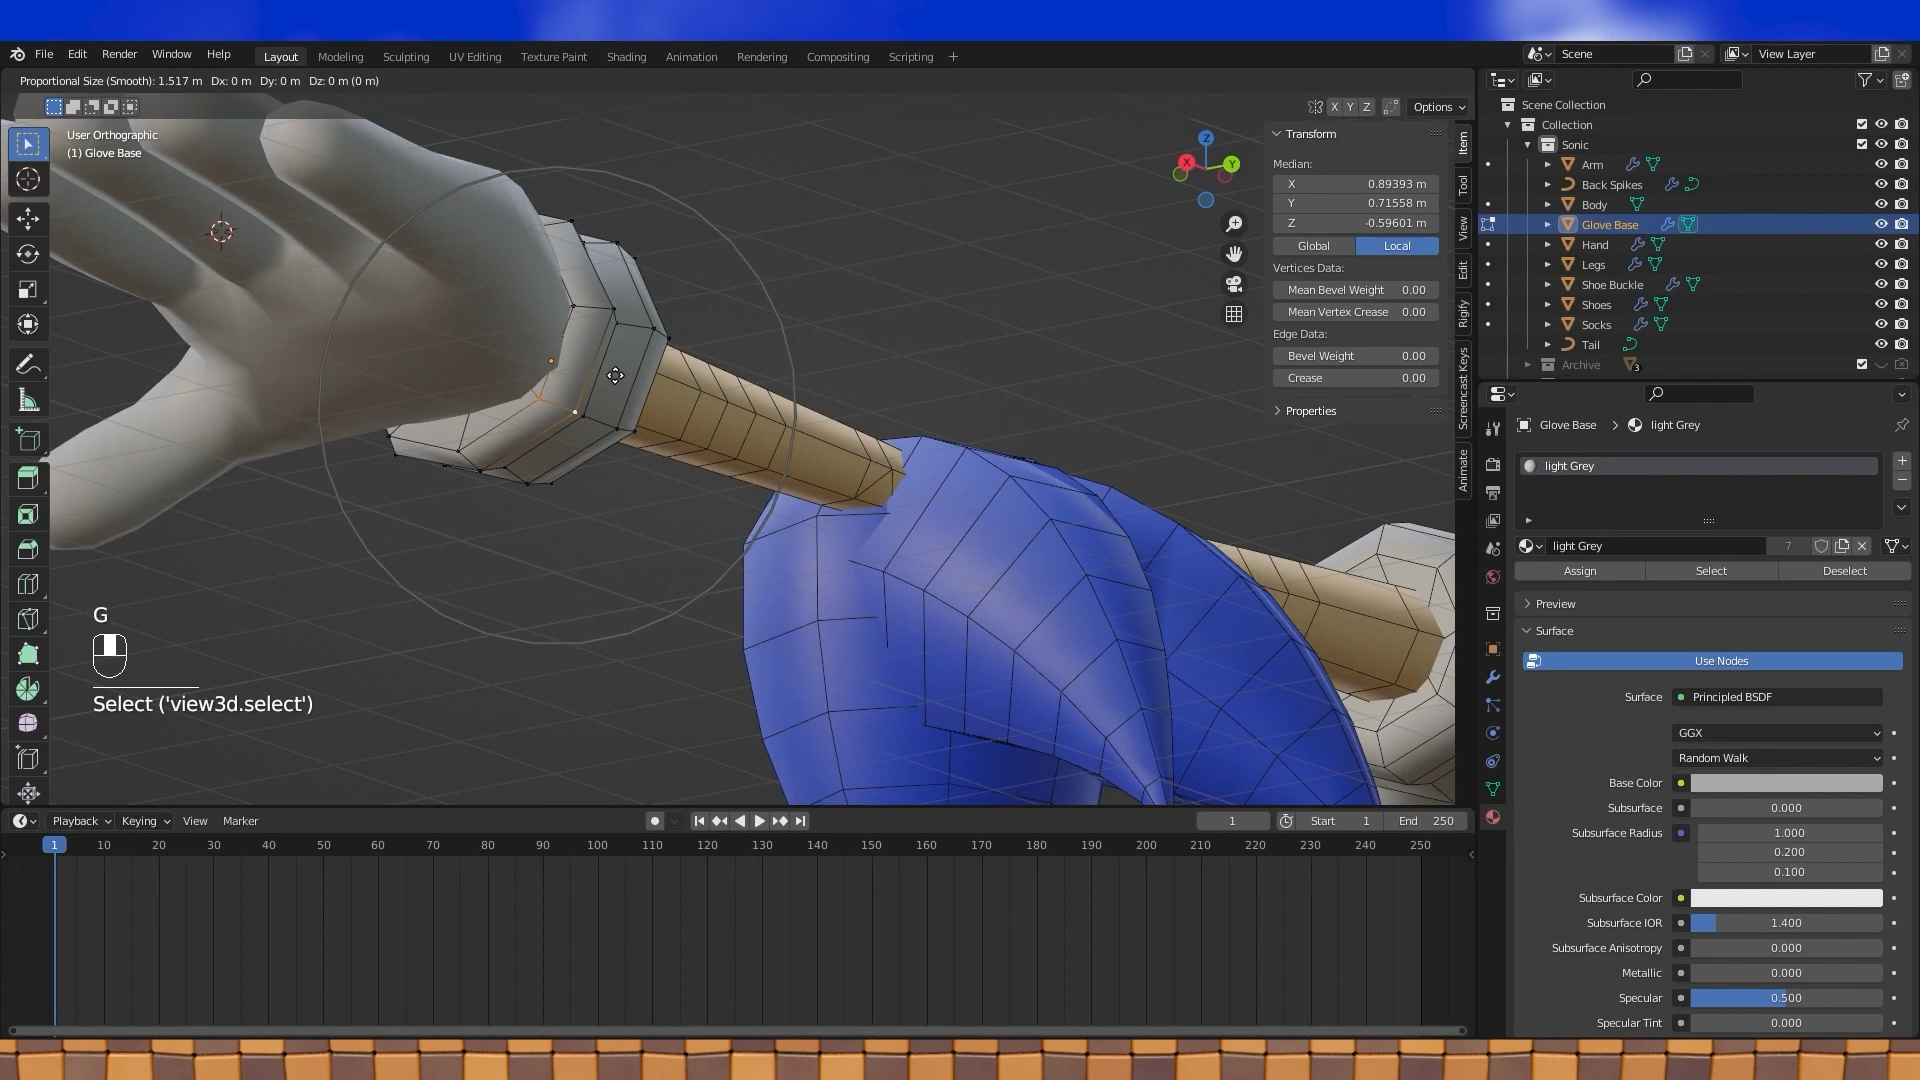 File Edit Render Window Help Layout Modeling Sculpting UV Editing Texture Paint Shading Animation Rendering Compositing Scripting + Scene View Layer
Proportional Size (Smooth): 1.517 m Dx: 0 m Dy: 0 m Dz: 0 m (0 m)
X Y Z Options
User Orthographic
(1) Glove Base
Z
X
Y
Transform
Median:
X 0.89393 m
Y 0.71558 m
Z -0.59601 m
Global Local
Vertices Data:
Mean Bevel Weight 0.00
Mean Vertex Crease 0.00
Edge Data:
Bevel Weight 0.00
Crease 0.00
Properties
Item
Tool
View
Edit
Rigify
Screencast Keys
Animate
Scene Collection
Collection
Sonic
Arm
Back Spikes
Body
Glove Base
Hand
Legs
Shoe Buckle
Shoes
Socks
Tail
Archive 3
Glove Base > light Grey
light Grey
light Grey 7
Assign Select Deselect
Preview
Surface
Use Nodes
Surface Principled BSDF
GGX
Random Walk
Base Color
Subsurface 0.000
Subsurface Radius 1.000
0.200
0.100
Subsurface Color
Subsurface IOR 1.400
Subsurface Anisotropy 0.000
Metallic 0.000
Specular 0.500
Specular Tint 0.000
G
Select ('view3d.select')
Playback Keying View Marker 1 Start 1 End 250
1 10 20 30 40 50 60 70 80 90 100 110 120 130 140 150 160 170 180 190 200 210 220 230 240 250